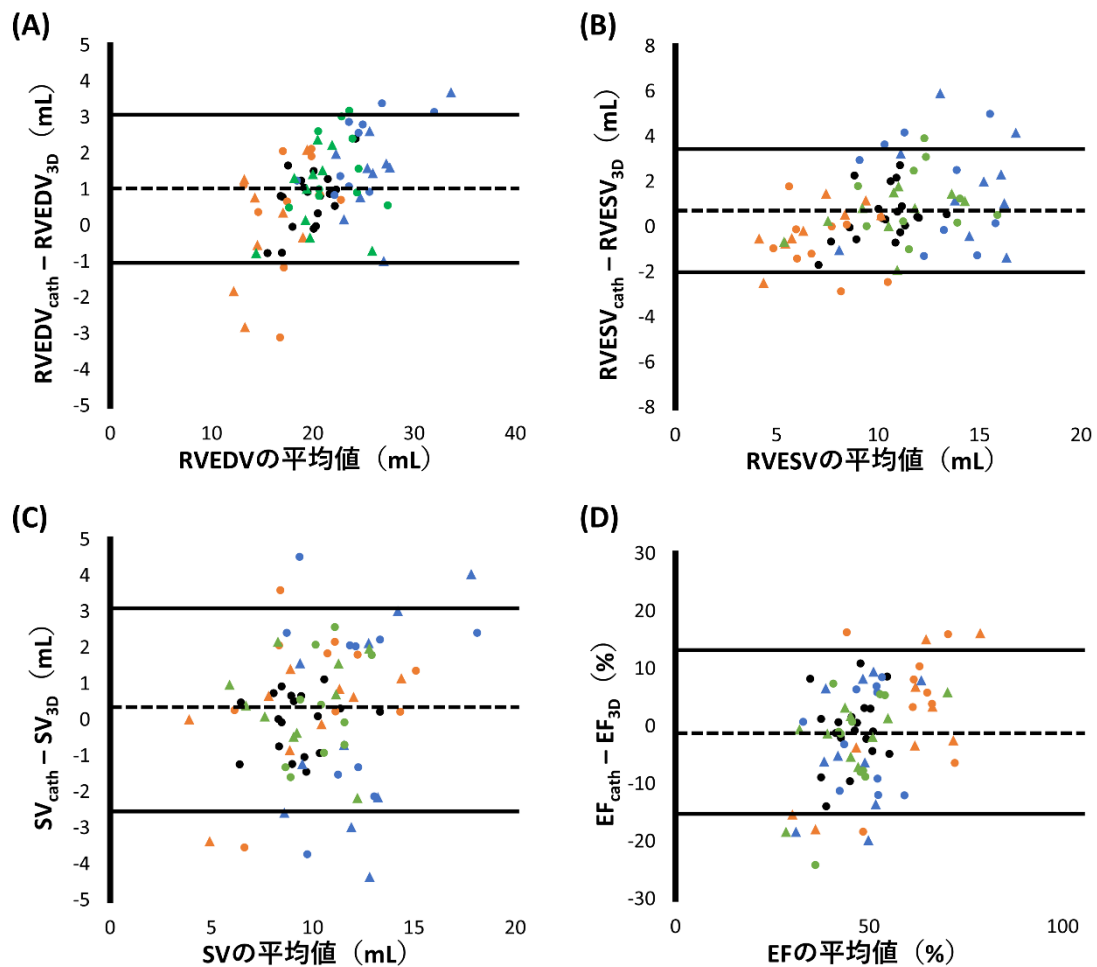 (A)
5
4
3
2
1
0
-1
-2
-3
-4
-5
RVEDVcath－RVEDV3D（mL）
0 10 20 30 40
RVEDVの平均値（mL）
(B)
8
6
4
2
0
-2
-4
-6
-8
RVESVcath－RVESV3D（mL）
0 5 10 15 20
RVESVの平均値（mL）
(C)
5
4
3
2
1
0
-1
-2
-3
-4
-5
SVcath－SV3D（mL）
0 5 10 15 20
SVの平均値（mL）
(D)
30
20
10
0
-10
-20
-30
EFcath－EF3D（%）
0 50 100
EFの平均値（%）